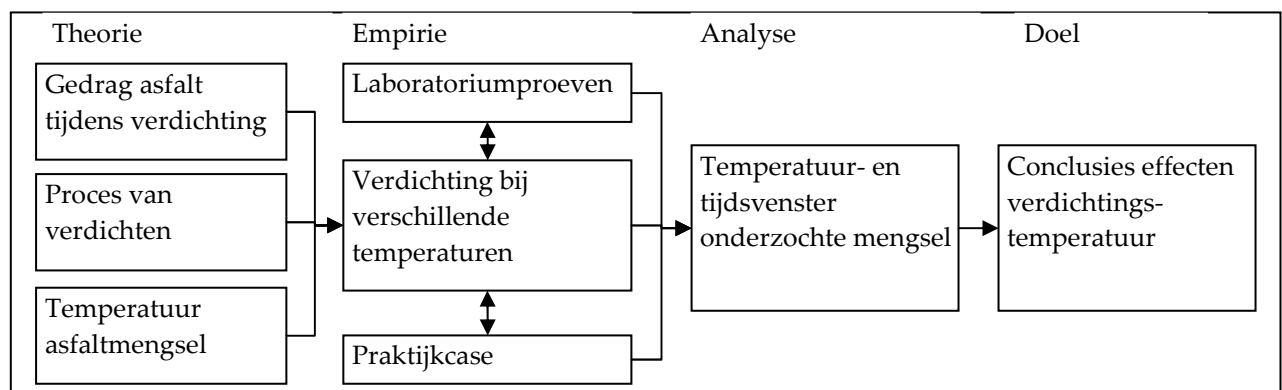 Theorie
Gedrag asfalt
tijdens verdichting
Proces van
verdichten
Temperatuur
asfaltmengsel
Empirie
Laboratoriumproeven
Verdichting bij
verschillende
temperaturen
Praktijkcase
Analyse
Temperatuur- en
tijdsvenster
onderzochte mengsel
Doel
Conclusies effecten
verdichtings-
temperatuur